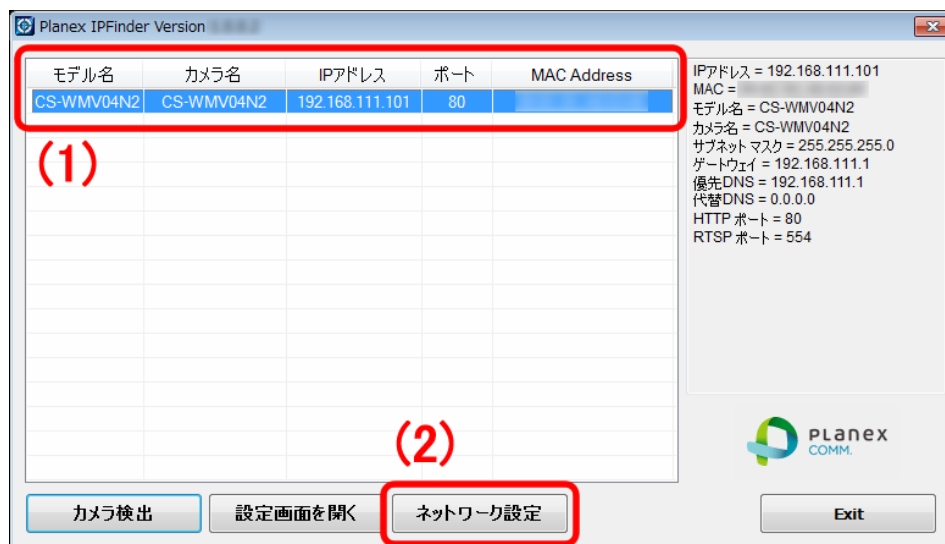 Planex IPFinder Version
モデル名 カメラ名 IPアドレス ポート MAC Address
CS-WMV04N2 CS-WMV04N2 192.168.111.101 80
(1)
IPアドレス = 192.168.111.101
MAC =
モデル名 = CS-WMV04N2
カメラ名 = CS-WMV04N2
サブネット マスク = 255.255.255.0
ゲートウェイ = 192.168.111.1
優先DNS = 192.168.111.1
代替DNS = 0.0.0.0
HTTP ポート = 80
RTSP ポート = 554
PLANEX
COMM.
(2)
カメラ検出 設定画面を開く ネットワーク設定 Exit